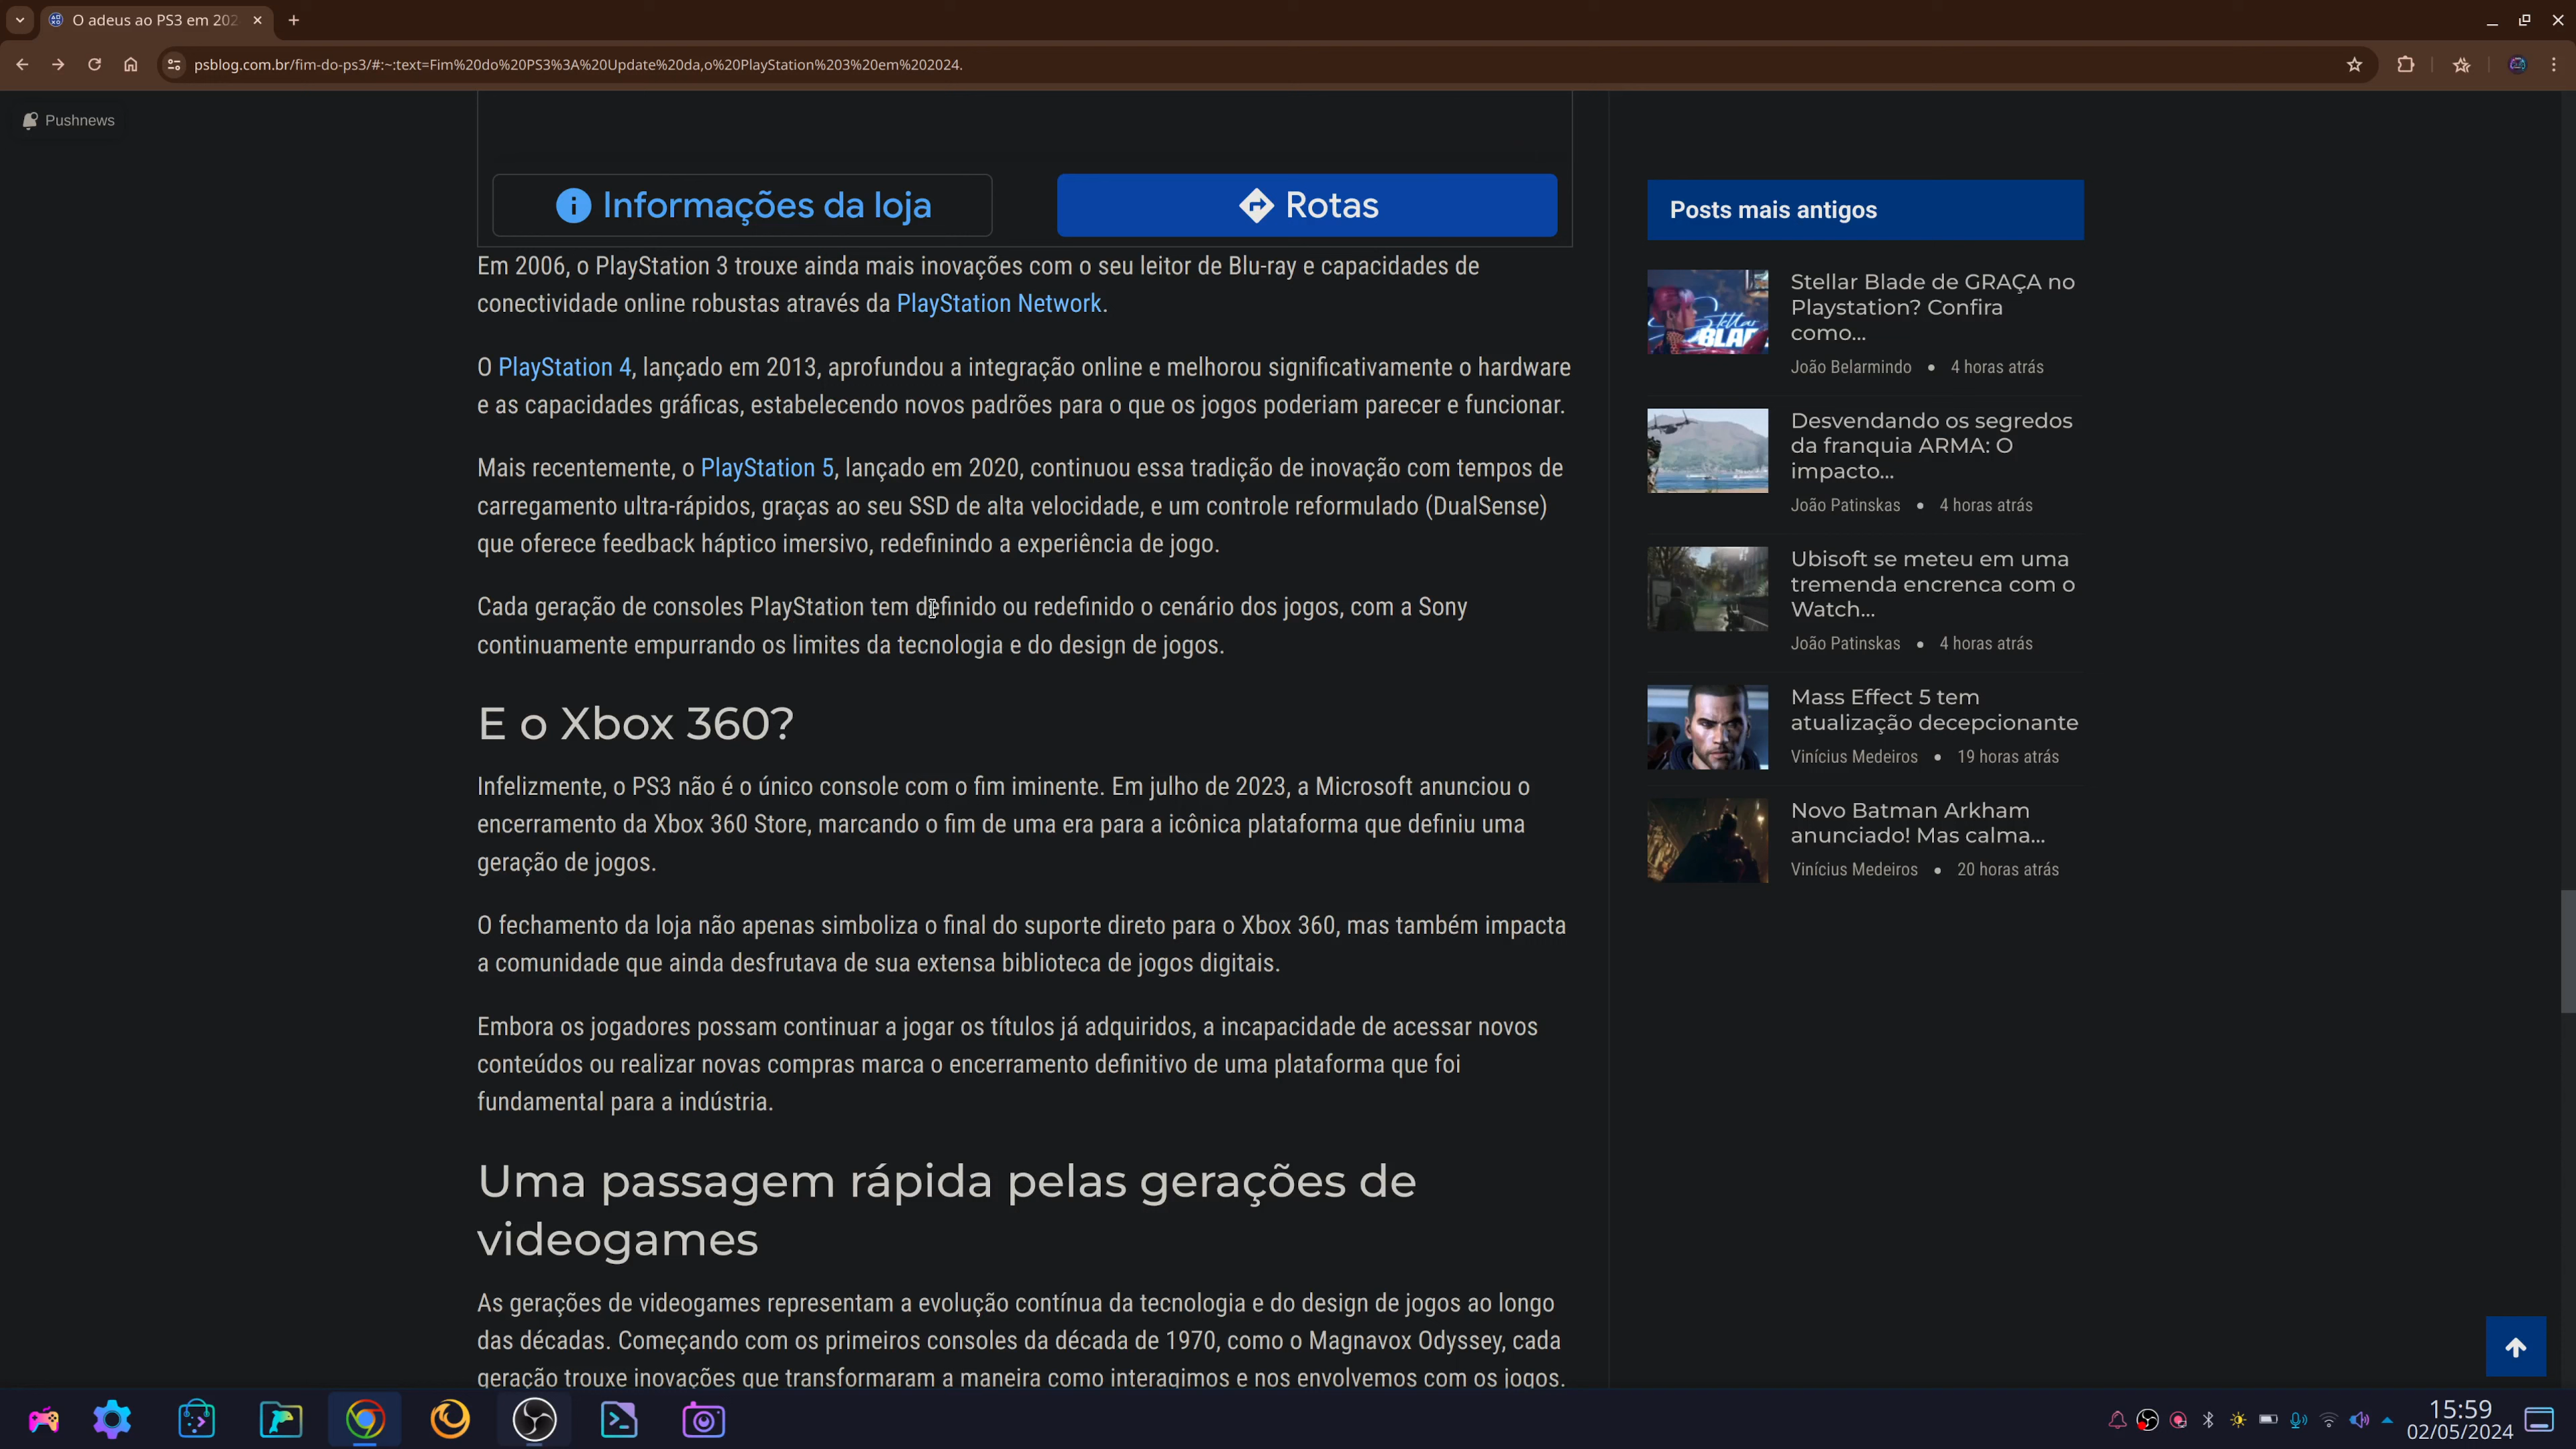 O adeus ao PS3 em 202
psblog.com.br/fim-do-ps3/#:~:text=Fim%20do%20PS3%3A%20Update%20da,o%20PlayStation%203%20em%202024.
Pushnews
Informações da loja
Rotas
Em 2006, o PlayStation 3 trouxe ainda mais inovações com o seu leitor de Blu-ray e capacidades de
conectividade online robustas através da PlayStation Network.
O PlayStation 4, lançado em 2013, aprofundou a integração online e melhorou significativamente o hardware
e as capacidades gráficas, estabelecendo novos padrões para o que os jogos poderiam parecer e funcionar.
Mais recentemente, o PlayStation 5, lançado em 2020, continuou essa tradição de inovação com tempos de
carregamento ultra-rápidos, graças ao seu SSD de alta velocidade, e um controle reformulado (DualSense)
que oferece feedback háptico imersivo, redefinindo a experiência de jogo.
Cada geração de consoles PlayStation tem definido ou redefinido o cenário dos jogos, com a Sony
continuamente empurrando os limites da tecnologia e do design de jogos.
E o Xbox 360?
Infelizmente, o PS3 não é o único console com o fim iminente. Em julho de 2023, a Microsoft anunciou o
encerramento da Xbox 360 Store, marcando o fim de uma era para a icônica plataforma que definiu uma
geração de jogos.
O fechamento da loja não apenas simboliza o final do suporte direto para o Xbox 360, mas também impacta
a comunidade que ainda desfrutava de sua extensa biblioteca de jogos digitais.
Embora os jogadores possam continuar a jogar os títulos já adquiridos, a incapacidade de acessar novos
conteúdos ou realizar novas compras marca o encerramento definitivo de uma plataforma que foi
fundamental para a indústria.
Uma passagem rápida pelas gerações de
videogames
As gerações de videogames representam a evolução contínua da tecnologia e do design de jogos ao longo
das décadas. Começando com os primeiros consoles da década de 1970, como o Magnavox Odyssey, cada
geração trouxe inovações que transformaram a maneira como interagimos e nos envolvemos com os jogos.
Posts mais antigos
Stellar Blade de GRAÇA no
Playstation? Confira
como...
João Belarmindo • 4 horas atrás
Desvendando os segredos
da franquia ARMA: O
impacto...
João Patinskas • 4 horas atrás
Ubisoft se meteu em uma
tremenda encrenca com o
Watch...
João Patinskas • 4 horas atrás
Mass Effect 5 tem
atualização decepcionante
Vinícius Medeiros • 19 horas atrás
Novo Batman Arkham
anunciado! Mas calma...
Vinícius Medeiros • 20 horas atrás
15:59
02/05/2024